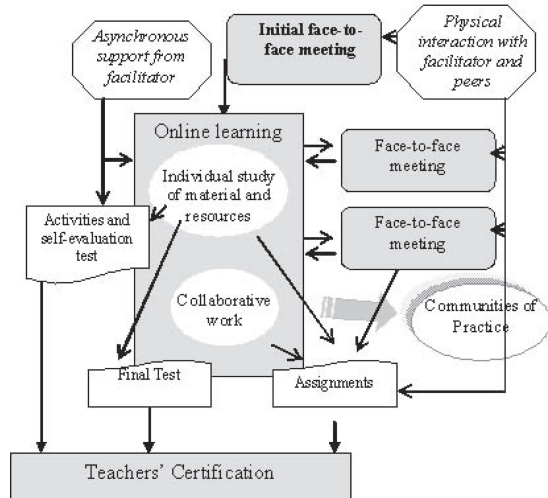 Asynchronous
support from
facilitator
Initial face-to-
face meeting
Physical
interaction with
facilitator and
peers
Online learning
Face-to-face
meeting
Individual study
of material and
resources
Activities and
self-evaluation
test
Face-to-face
meeting
Collaborative
work
Communities of
Practice
Final Test
Assignments
Teachers' Certification